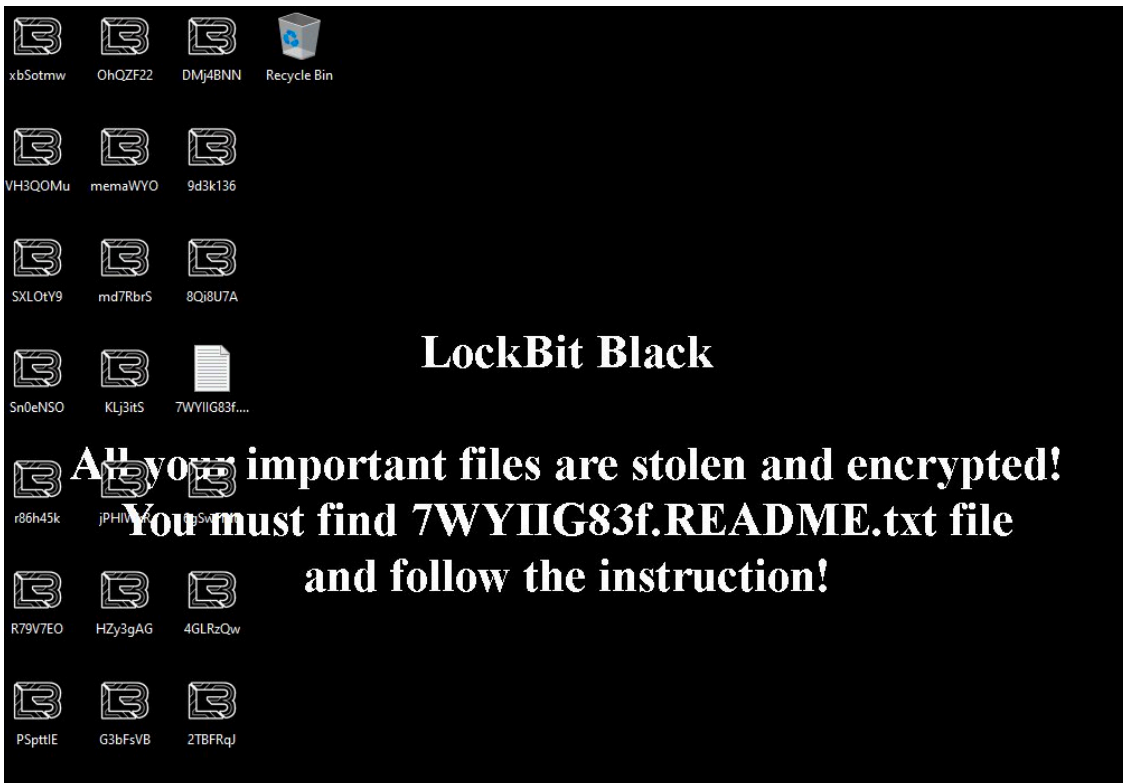 xbSotmw OhQZF22 DMj4BNN Recycle Bin
VH3QOMu memaWYO 9d3k136
SXLOtY9 md7RbrS 8Qi8U7A
LockBit Black
Sn0eNSO KLj3itS 7WYIIG83f....
All your important files are stolen and encrypted!
r86h45k
You must find 7WYIIG83f.README.txt file
and follow the instruction!
R79V7EO HZy3gAG 4GLRzQw
PSpttIE G3bFsVB 2TBFRqJ